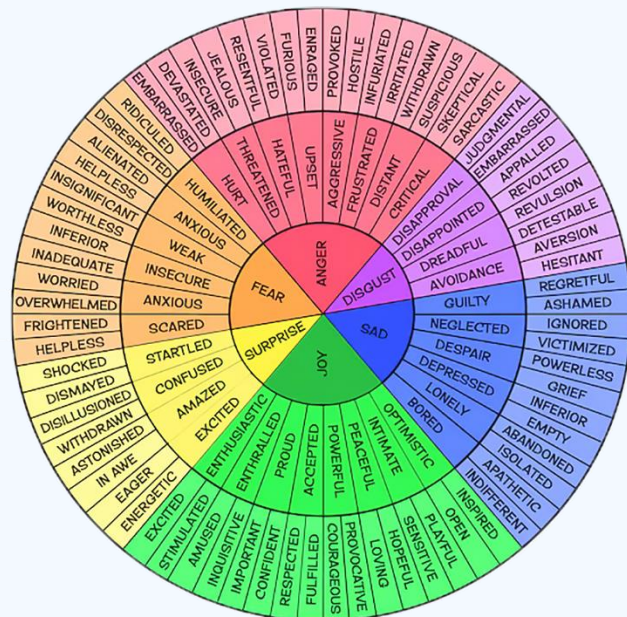 ANGER
DISGUST
SAD
JOY
SURPRISE
FEAR
HURT
THREATENED
HATEFUL
UPSET
AGGRESSIVE
FRUSTRATED
DISTANT
CRITICAL
DISAPPROVAL
DISAPPOINTED
DREADFUL
AVOIDANCE
GUILTY
NEGLECTED
DESPAIR
DEPRESSED
LONELY
BORED
OPTIMISTIC
INTIMATE
PEACEFUL
POWERFUL
ACCEPTED
PROUD
ENTHRALLED
ENTHUSIASTIC
EXCITED
AMAZED
CONFUSED
STARTLED
SCARED
ANXIOUS
INSECURE
WEAK
ANXIOUS
HUMILIATED
EMBARRASSED
DEVASTATED
INSECURE
JEALOUS
RESENTFUL
VIOLATED
FURIOUS
ENRAGED
PROVOKED
HOSTILE
INFURIATED
IRRITATED
WITHDRAWN
SUSPICIOUS
SKEPTICAL
SARCASTIC
JUDGMENTAL
EMBARRASSED
APPALLED
REVOLTED
REVULSION
DETESTABLE
AVERSION
HESITANT
REGRETFUL
ASHAMED
IGNORED
VICTIMIZED
POWERLESS
GRIEF
INFERIOR
EMPTY
ABANDONED
ISOLATED
APATHETIC
INDIFFERENT
INSPIRED
OPEN
PLAYFUL
SENSITIVE
HOPEFUL
LOVING
PROVOCATIVE
COURAGEOUS
FULFILLED
RESPECTED
CONFIDENT
IMPORTANT
INQUISITIVE
AMUSED
STIMULATED
EXCITED
ENERGETIC
EAGER
IN AWE
ASTONISHED
WITHDRAWN
DISILLUSIONED
DISMAYED
SHOCKED
HELPLESS
FRIGHTENED
OVERWHELMED
WORRIED
INADEQUATE
INFERIOR
WORTHLESS
INSIGNIFICANT
HELPLESS
ALIENATED
DISRESPECTED
RIDICULED